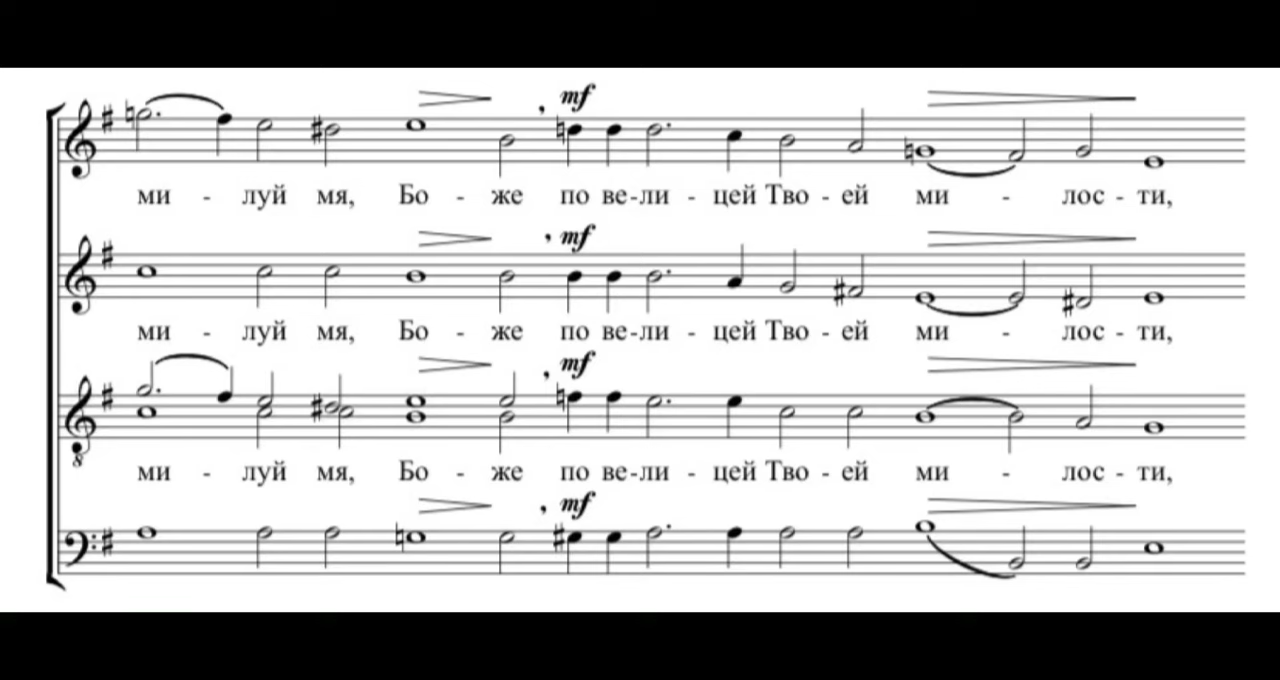 mf
ми - луй мя, Бо - же по ве-ли - цей Тво - ей ми - лос - ти,
mf
ми - луй мя, Бо - же по ве-ли - цей Тво - ей ми - лос - ти,
mf
8
ми - луй мя, Бо - же по ве-ли - цей Тво - ей ми - лос - ти,
mf